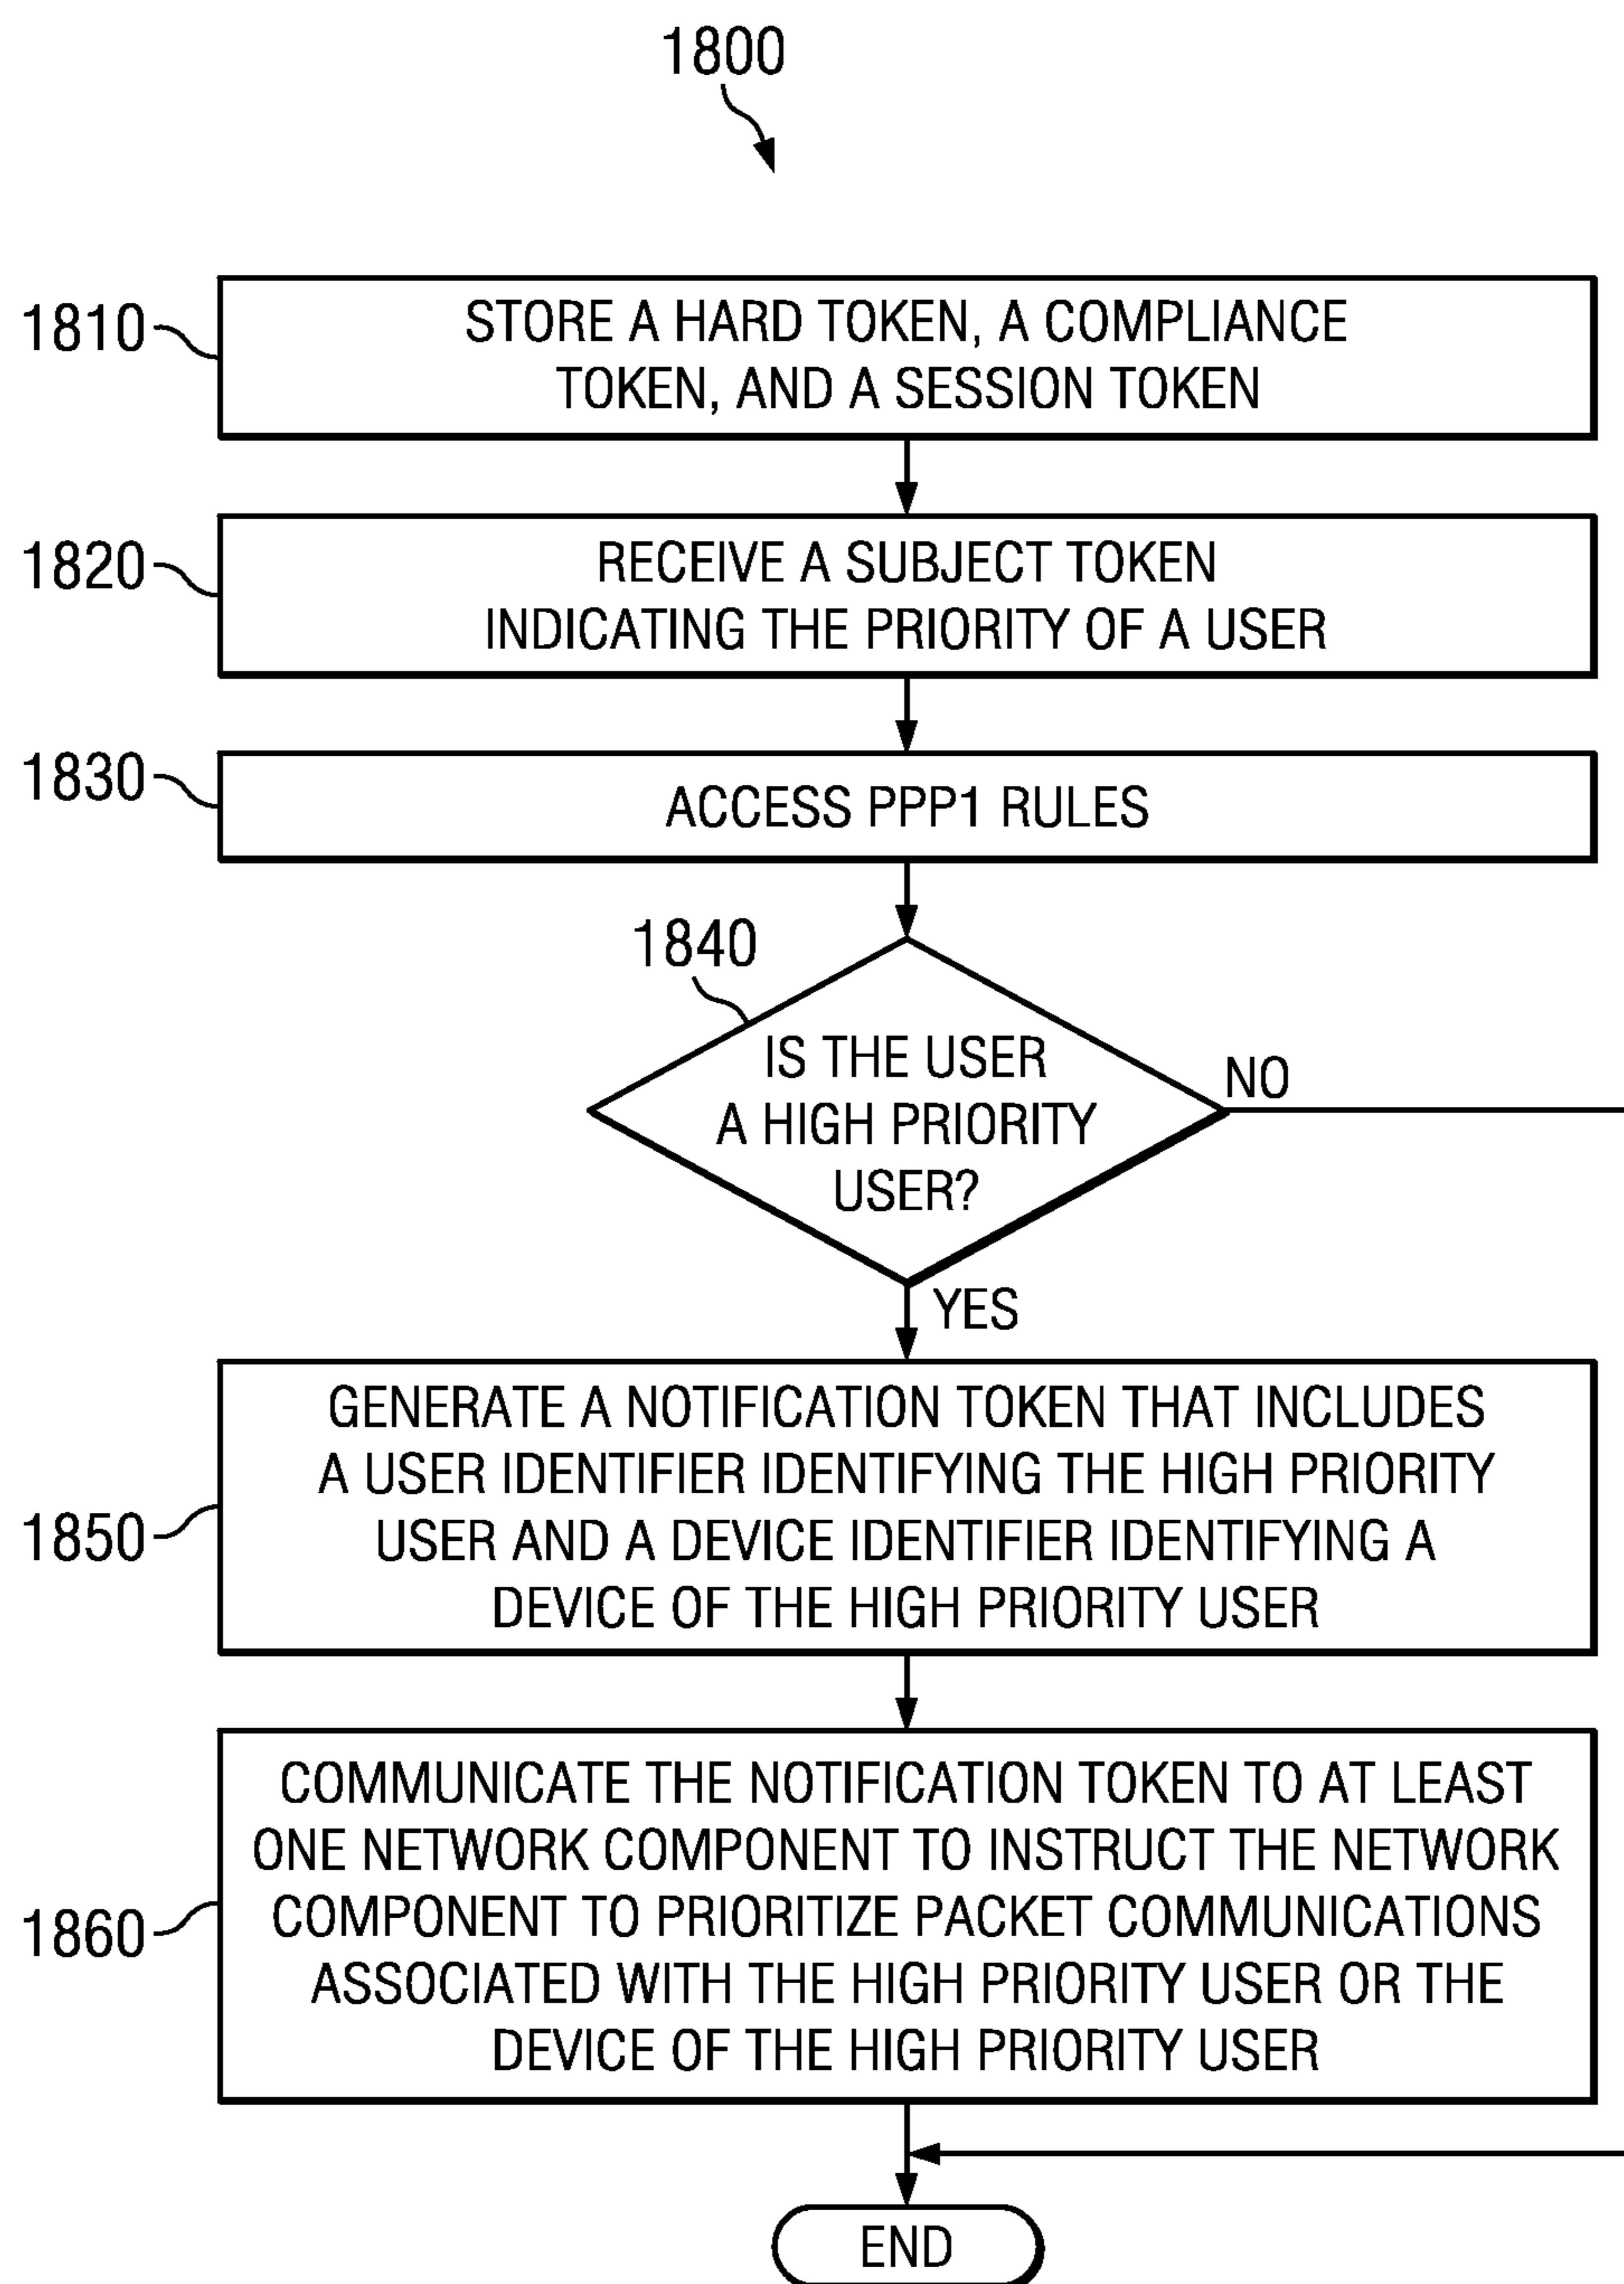 1800
1810
STORE A HARD TOKEN, A COMPLIANCE
TOKEN, AND A SESSION TOKEN
1820
RECEIVE A SUBJECT TOKEN
INDICATING THE PRIORITY OF A USER
1830
ACCESS PPP1 RULES
1840
IS THE USER
A HIGH PRIORITY
USER?
NO
YES
1850
GENERATE A NOTIFICATION TOKEN THAT INCLUDES
A USER IDENTIFIER IDENTIFYING THE HIGH PRIORITY
USER AND A DEVICE IDENTIFIER IDENTIFYING A
DEVICE OF THE HIGH PRIORITY USER
1860
COMMUNICATE THE NOTIFICATION TOKEN TO AT LEAST
ONE NETWORK COMPONENT TO INSTRUCT THE NETWORK
COMPONENT TO PRIORITIZE PACKET COMMUNICATIONS
ASSOCIATED WITH THE HIGH PRIORITY USER OR THE
DEVICE OF THE HIGH PRIORITY USER
END